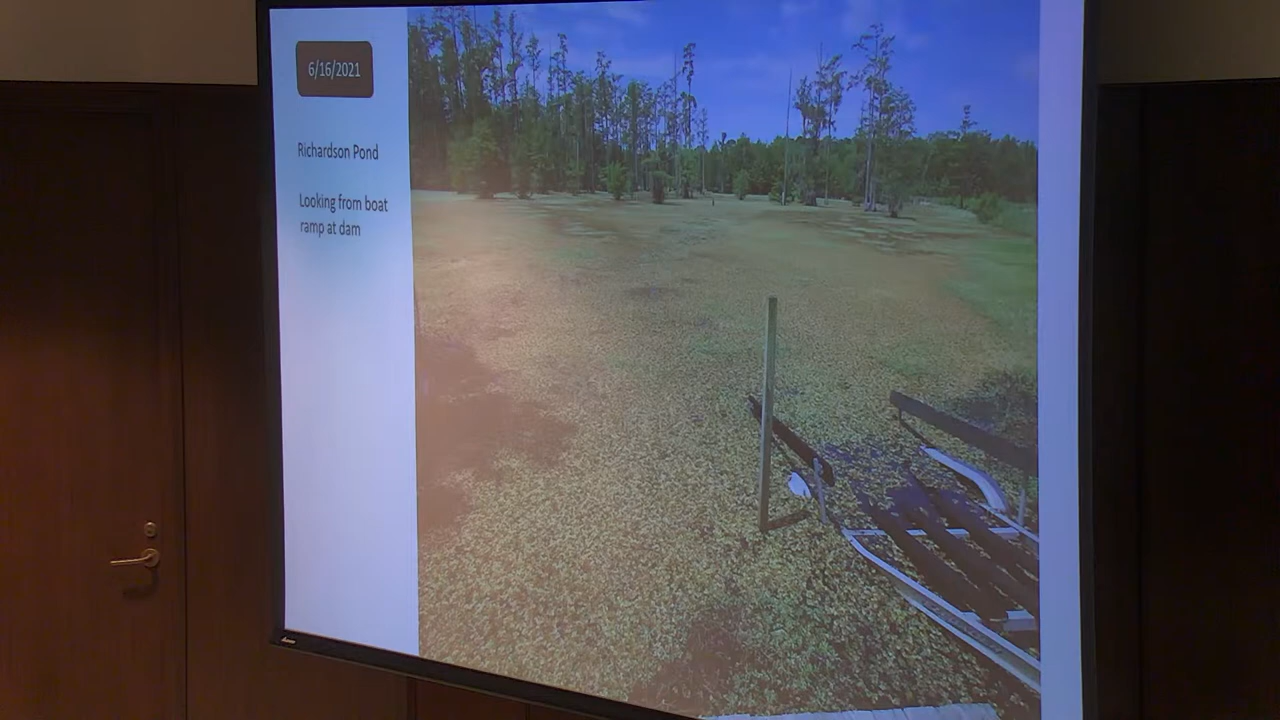 6/16/2021
Richardson Pond
Looking from boat
ramp at dam